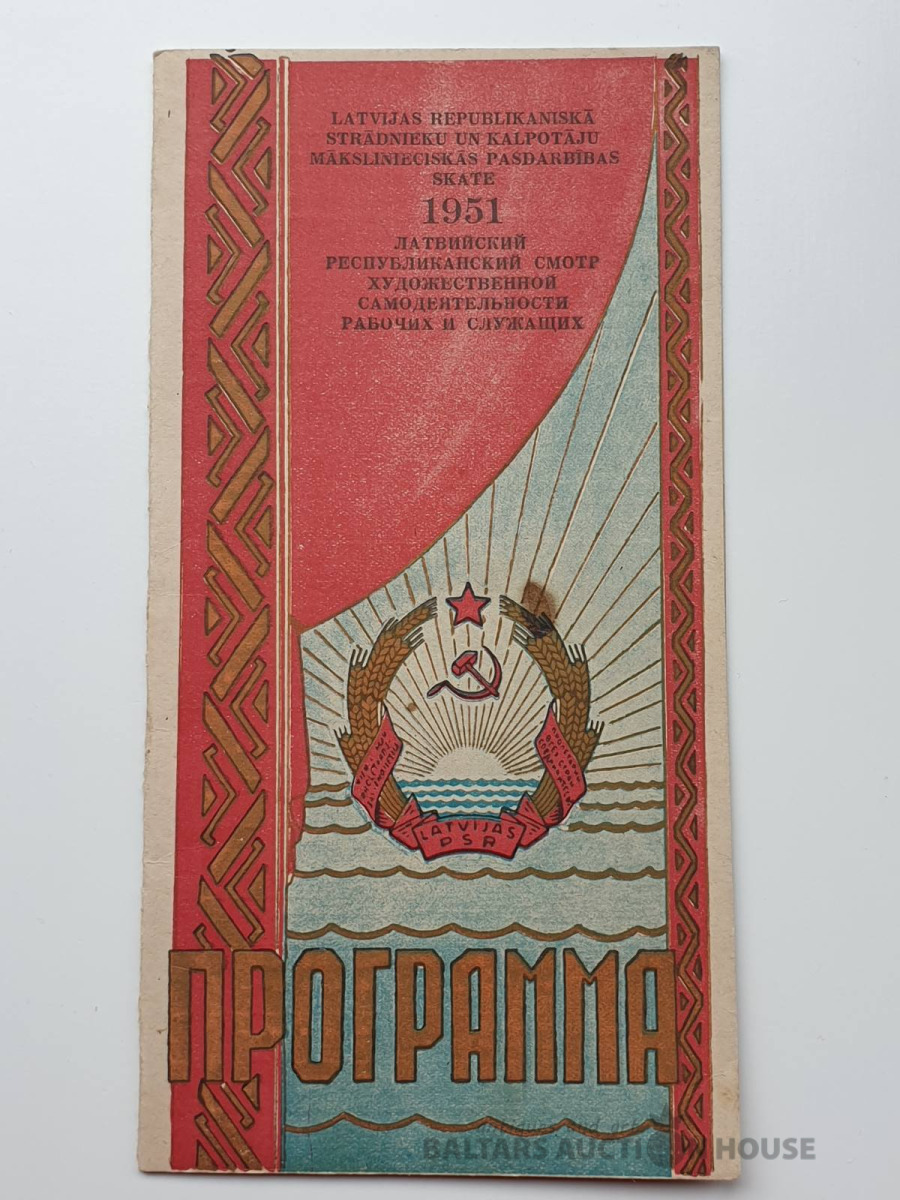 LATVIJAS REPUBLIKANISKĀ
STRĀDNIEKU UN KALPOTĀJU
MĀKSLINIECISKĀS PAŠDARBĪBAS
SKATE
1951
ЛАТВИЙСКИЙ
РЕСПУБЛИКАНСКИЙ СМОТР
ХУДОЖЕСТВЕННОЙ
САМОДЕЯТЕЛЬНОСТИ
РАБОЧИХ И СЛУЖАЩИХ
LATVIJAS
PSR
ПРОГРАММА
BALTARS AUCTION HOUSE